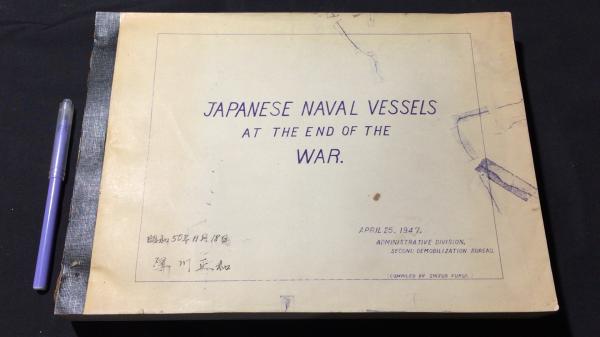 JAPANESE NAVAL VESSELS
AT THE END OF THE
WAR.
APRIL 25. 1947.
ADMINISTRATIVE DIVISION,
SECOND DEMOBILIZATION BUREAU.
(COMPILED BY SHIZUO FUKUI)
昭和50年11月18日